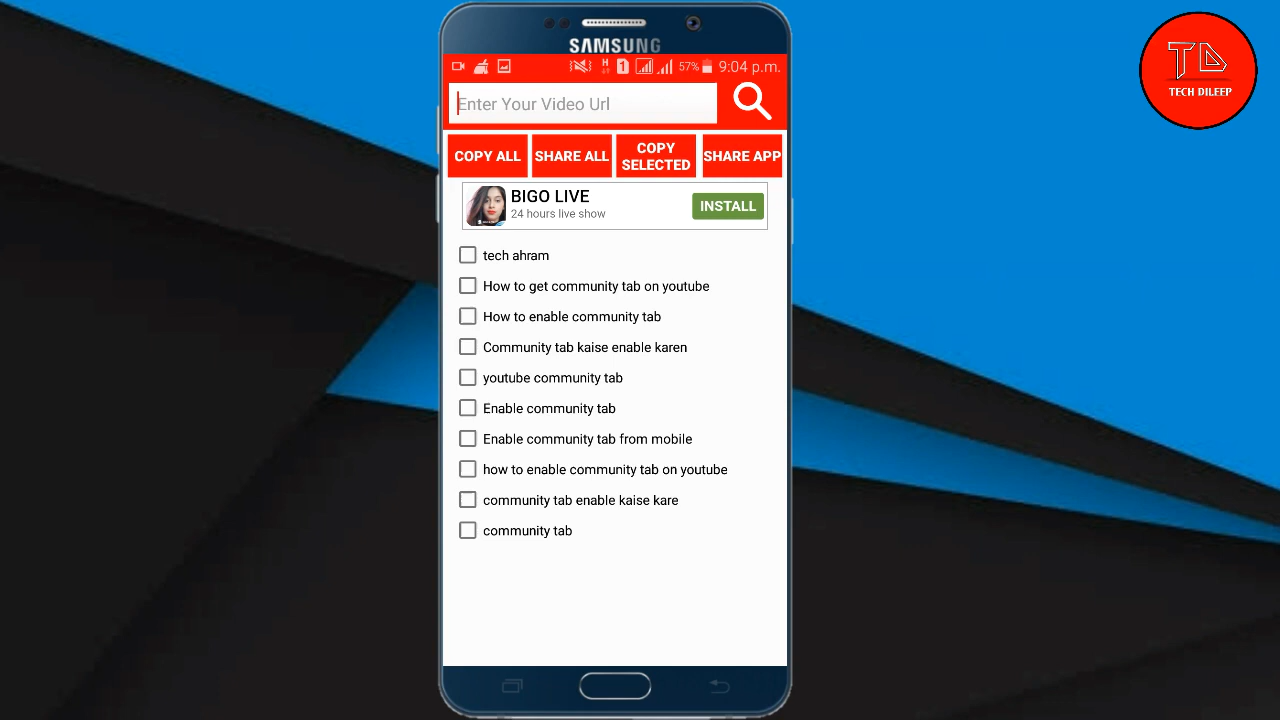 TD
TECH DILEEP
SAMSUNG
H 1 57% 9:04 p.m.
Enter Your Video Url
COPY ALL
SHARE ALL
COPY
SELECTED
SHARE APP
BIGO LIVE
24 hours live show
INSTALL
tech ahram
How to get community tab on youtube
How to enable community tab
Community tab kaise enable karen
youtube community tab
Enable community tab
Enable community tab from mobile
how to enable community tab on youtube
community tab enable kaise kare
community tab